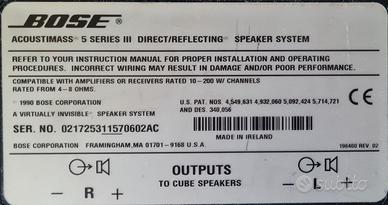 BOSE®
ACOUSTIMASS® 5 SERIES III DIRECT/REFLECTING® SPEAKER SYSTEM
REFER TO YOUR INSTRUCTION MANUAL FOR PROPER INSTALLATION AND OPERATING
PROCEDURES. INCORRECT WIRING MAY RESULT IN DAMAGE AND/OR POOR PERFORMANCE.
COMPATIBLE WITH AMPLIFIERS OR RECEIVERS RATED 10-200 W/CHANNELS
RATED FROM 4-8 OHMS.
©1990 BOSE CORPORATION
U.S. PAT. NOS. 4,549,631 4,932,060 5,092,424 5,714,721
AND DES. 340,056
A VIRTUALLY INVISIBLE® SPEAKER SYSTEM
SER. NO. 021725311570602AC
MADE IN IRELAND
BOSE CORPORATION FRAMINGHAM, MA 01701-9168 U.S.A.
196460 REV. 02
OUTPUTS
TO CUBE SPEAKERS
- R +
- L +
subito